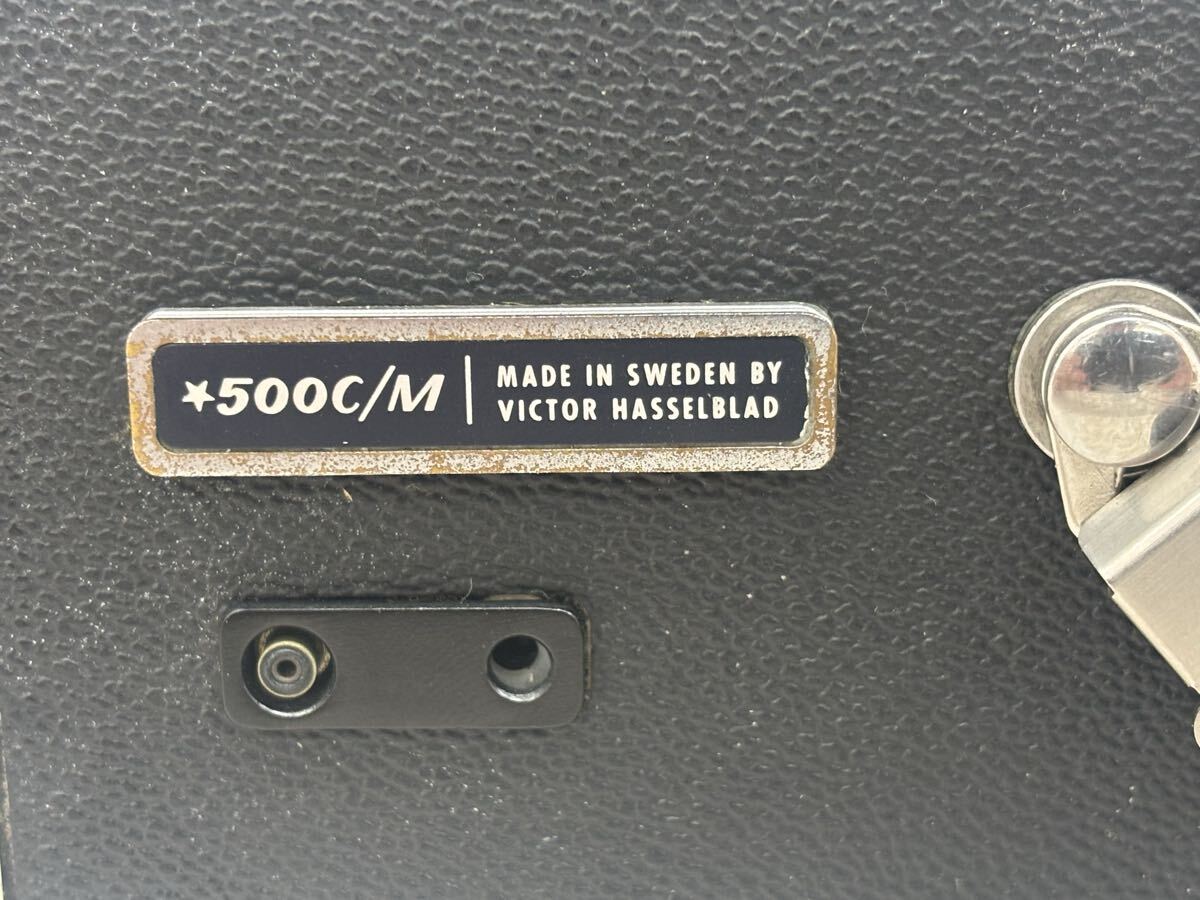 ★500C/M
MADE IN SWEDEN BY
VICTOR HASSELBLAD